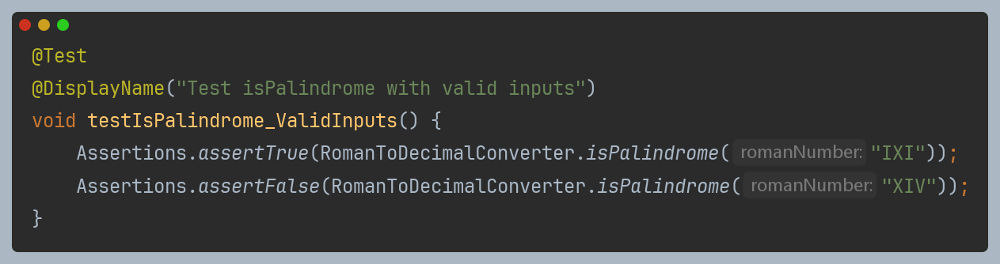 @Test
@DisplayName("Test isPalindrome with valid inputs")
void testIsPalindrome_ValidInputs() {
    Assertions.assertTrue(RomanToDecimalConverter.isPalindrome( romanNumber: "IXI"));
    Assertions.assertFalse(RomanToDecimalConverter.isPalindrome( romanNumber: "XIV"));
}